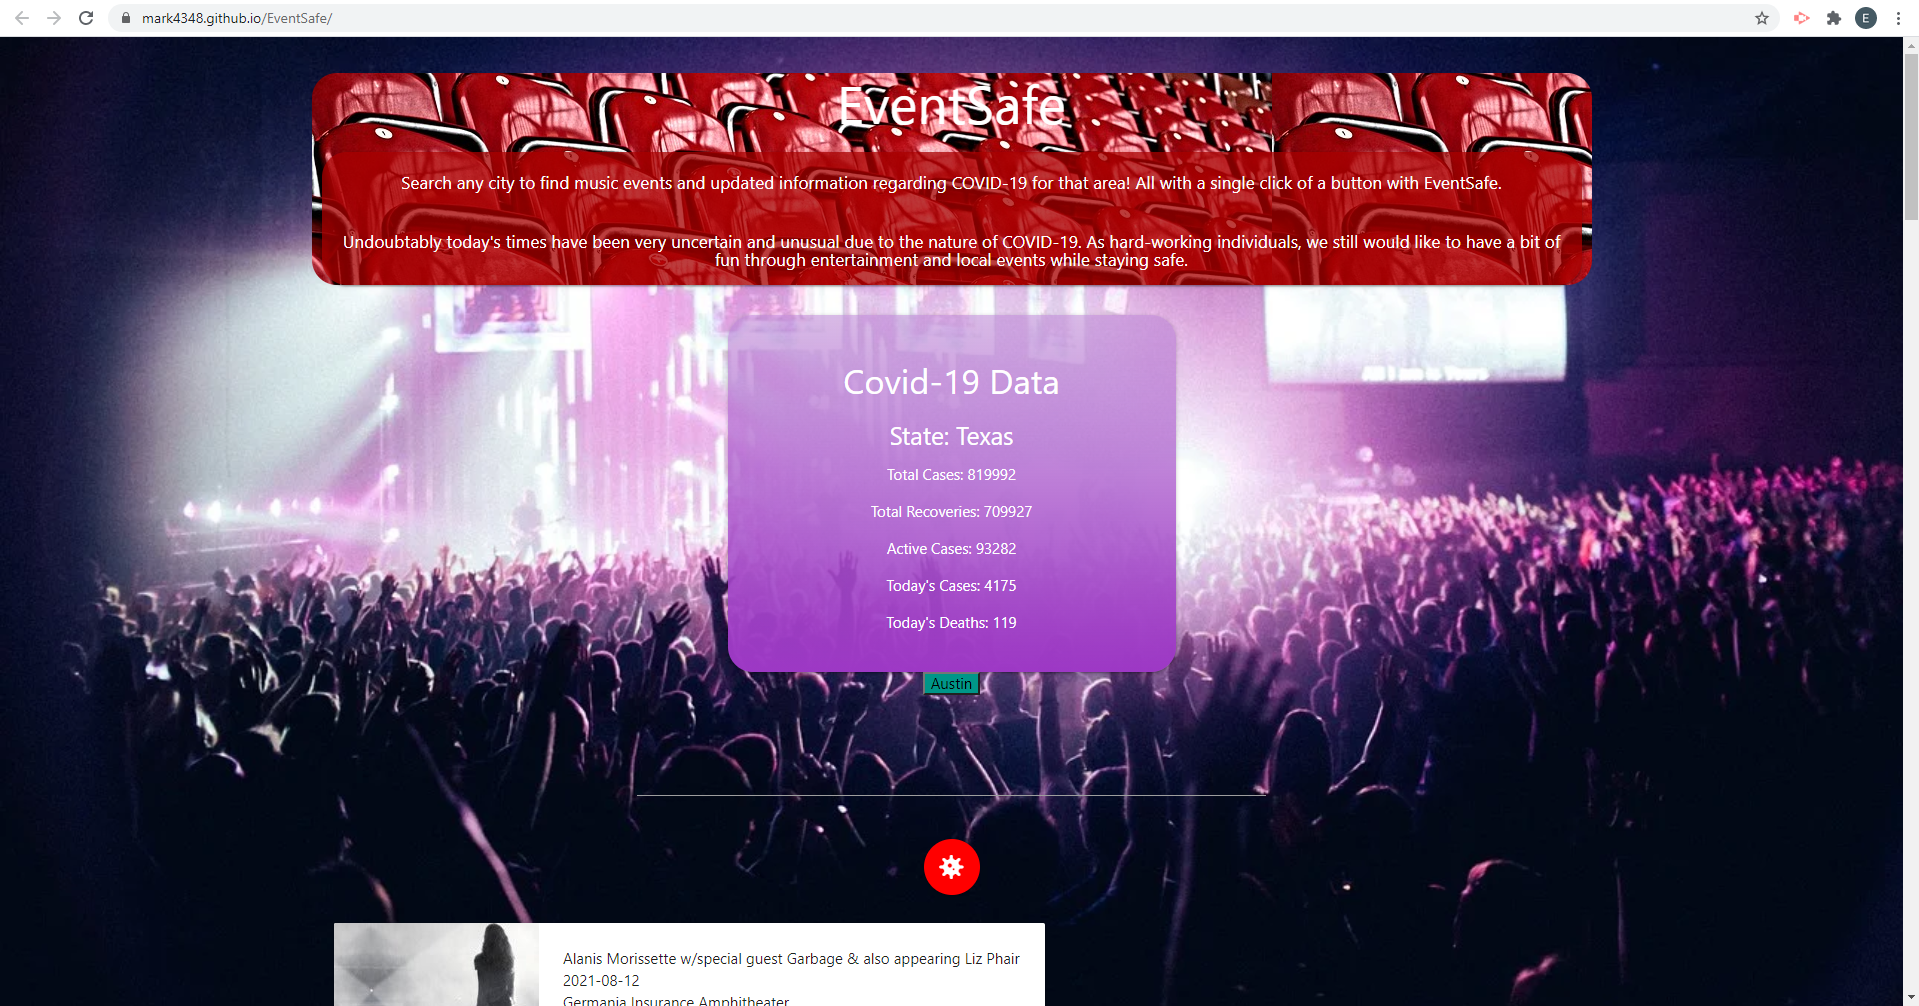 mark4348.github.io/EventSafe/
E
EventSafe
Search any city to find music events and updated information regarding COVID-19 for that area! All with a single click of a button with EventSafe.
Undoubtably today's times have been very uncertain and unusual due to the nature of COVID-19. As hard-working individuals, we still would like to have a bit of
fun through entertainment and local events while staying safe.
All I am is Yours
Covid-19 Data
State: Texas
Total Cases: 819992
Total Recoveries: 709927
Active Cases: 93282
Today's Cases: 4175
Today's Deaths: 119
Austin
Alanis Morissette w/special guest Garbage & also appearing Liz Phair
2021-08-12
Germania Insurance Amphitheater